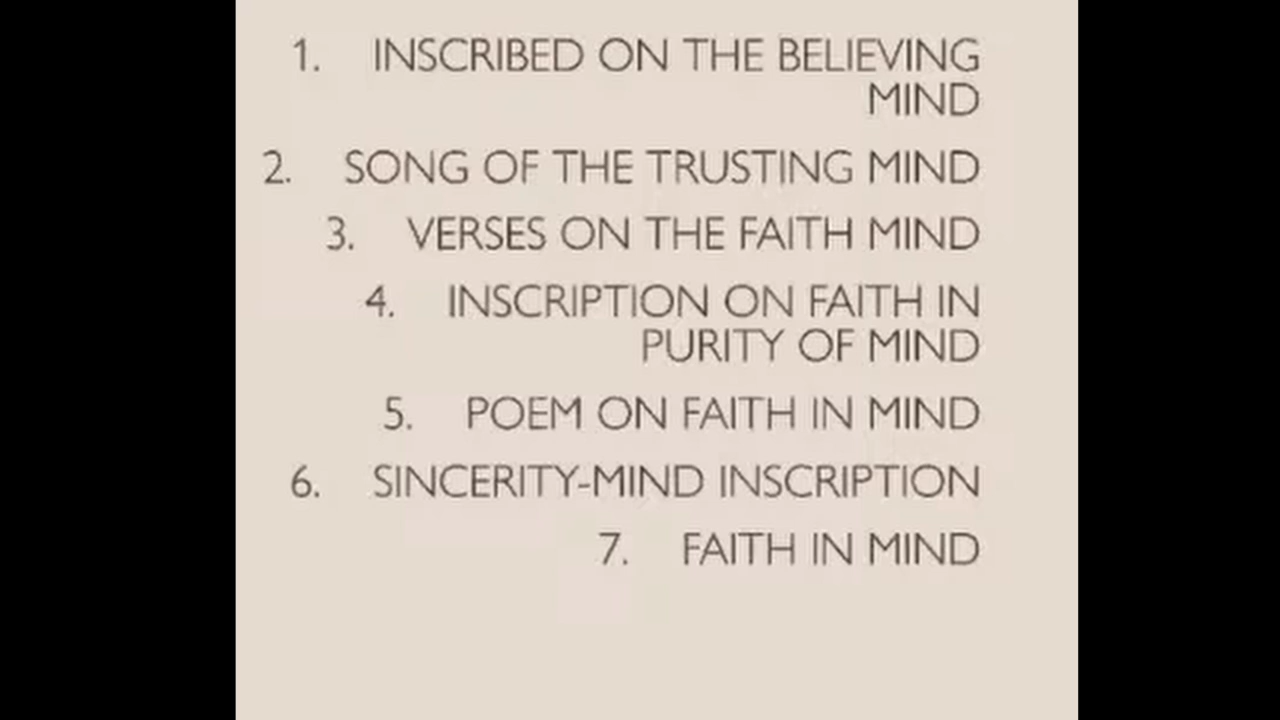 1. INSCRIBED ON THE BELIEVING
MIND
2. SONG OF THE TRUSTING MIND
3. VERSES ON THE FAITH MIND
4. INSCRIPTION ON FAITH IN
PURITY OF MIND
5. POEM ON FAITH IN MIND
6. SINCERITY-MIND INSCRIPTION
7. FAITH IN MIND